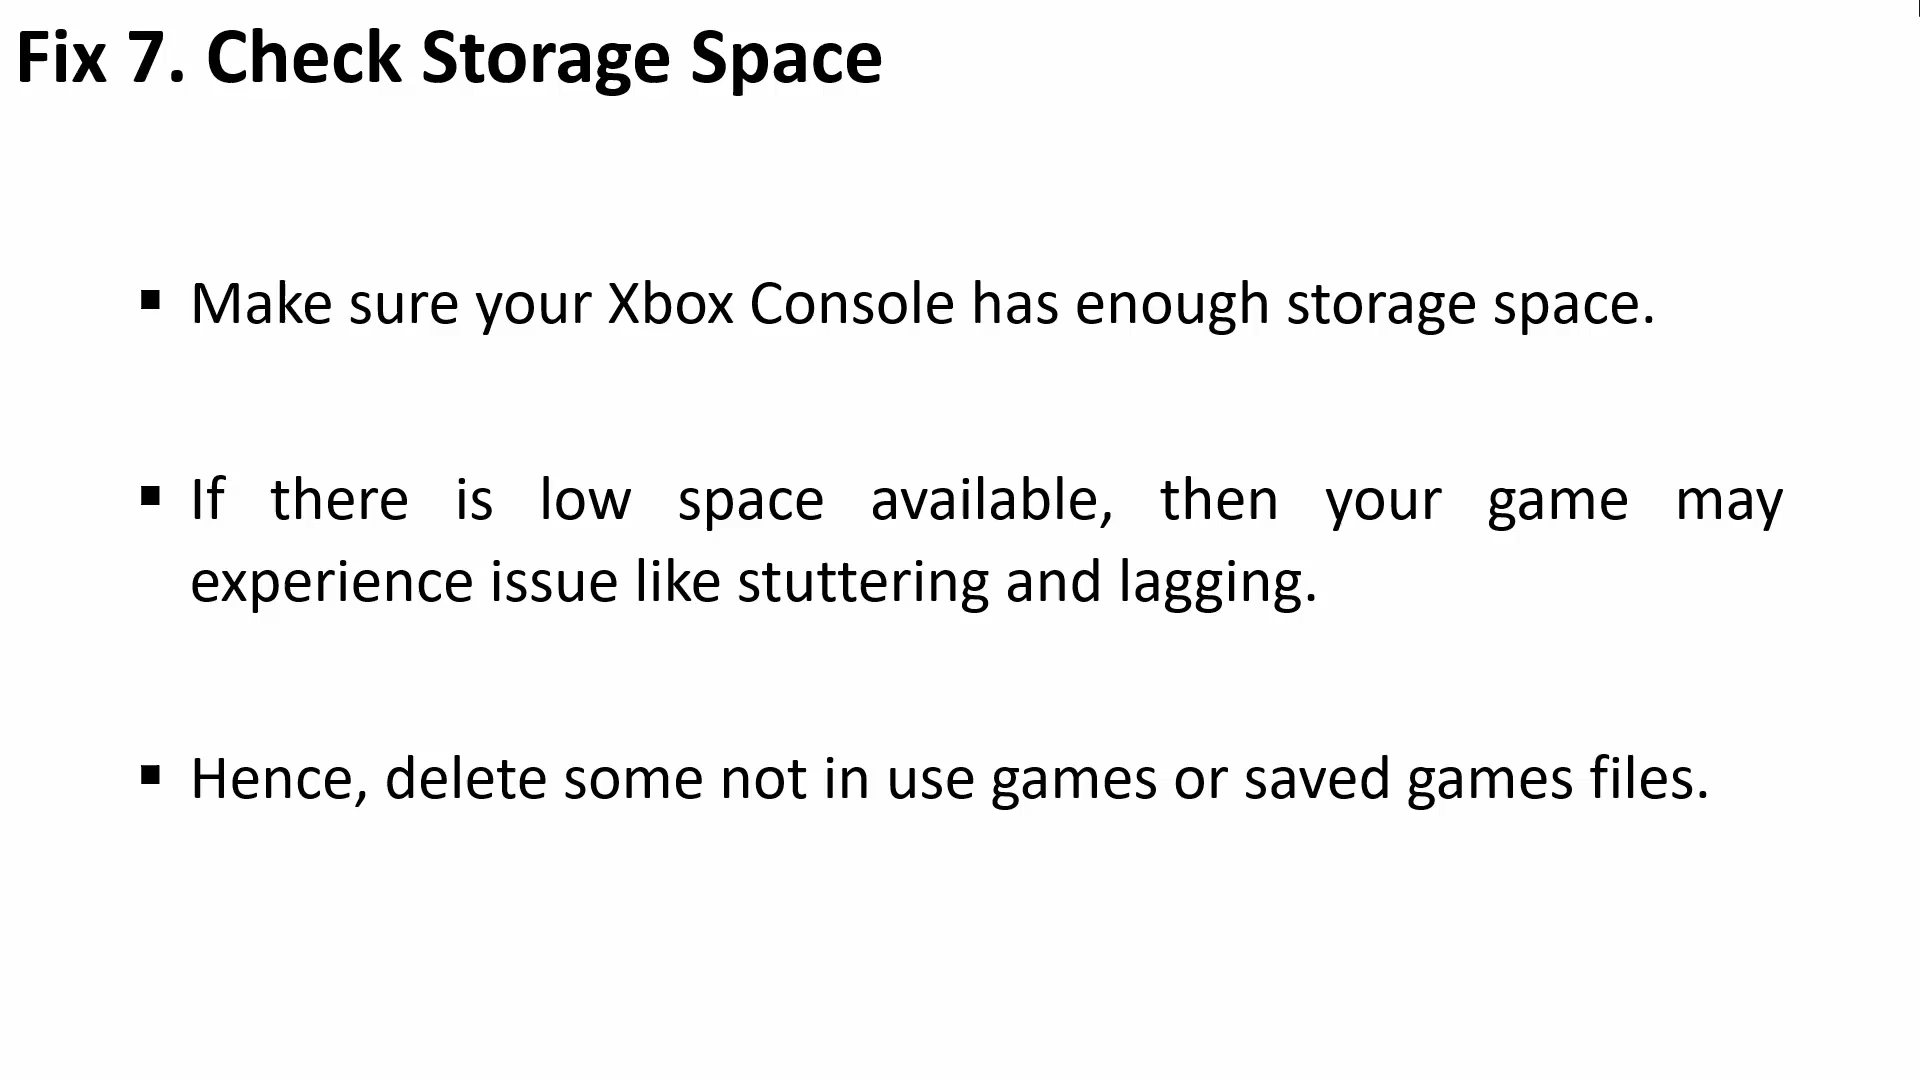 Fix 7. Check Storage Space
▪ Make sure your Xbox Console has enough storage space.
▪ If there is low space available, then your game may
experience issue like stuttering and lagging.
▪ Hence, delete some not in use games or saved games files.